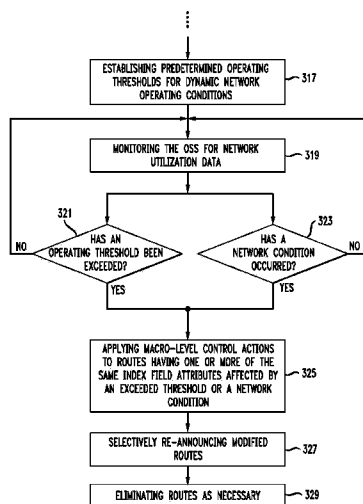 ESTABLISHING PREDETERMINED OPERATING
THRESHOLDS FOR DYNAMIC NETWORK
OPERATING CONDITIONS
317
MONITORING THE OSS FOR NETWORK
UTILIZATION DATA
319
321
HAS AN
OPERATING THRESHOLD BEEN
EXCEEDED?
NO
YES
323
HAS A
NETWORK CONDITION
OCCURRED?
NO
YES
APPLYING MACRO-LEVEL CONTROL ACTIONS
TO ROUTES HAVING ONE OR MORE OF THE
SAME INDEX FIELD ATTRIBUTES AFFECTED BY
AN EXCEEDED THRESHOLD OR A NETWORK
CONDITION
325
SELECTIVELY RE-ANNOUNCING MODIFIED
ROUTES
327
ELIMINATING ROUTES AS NECESSARY
329